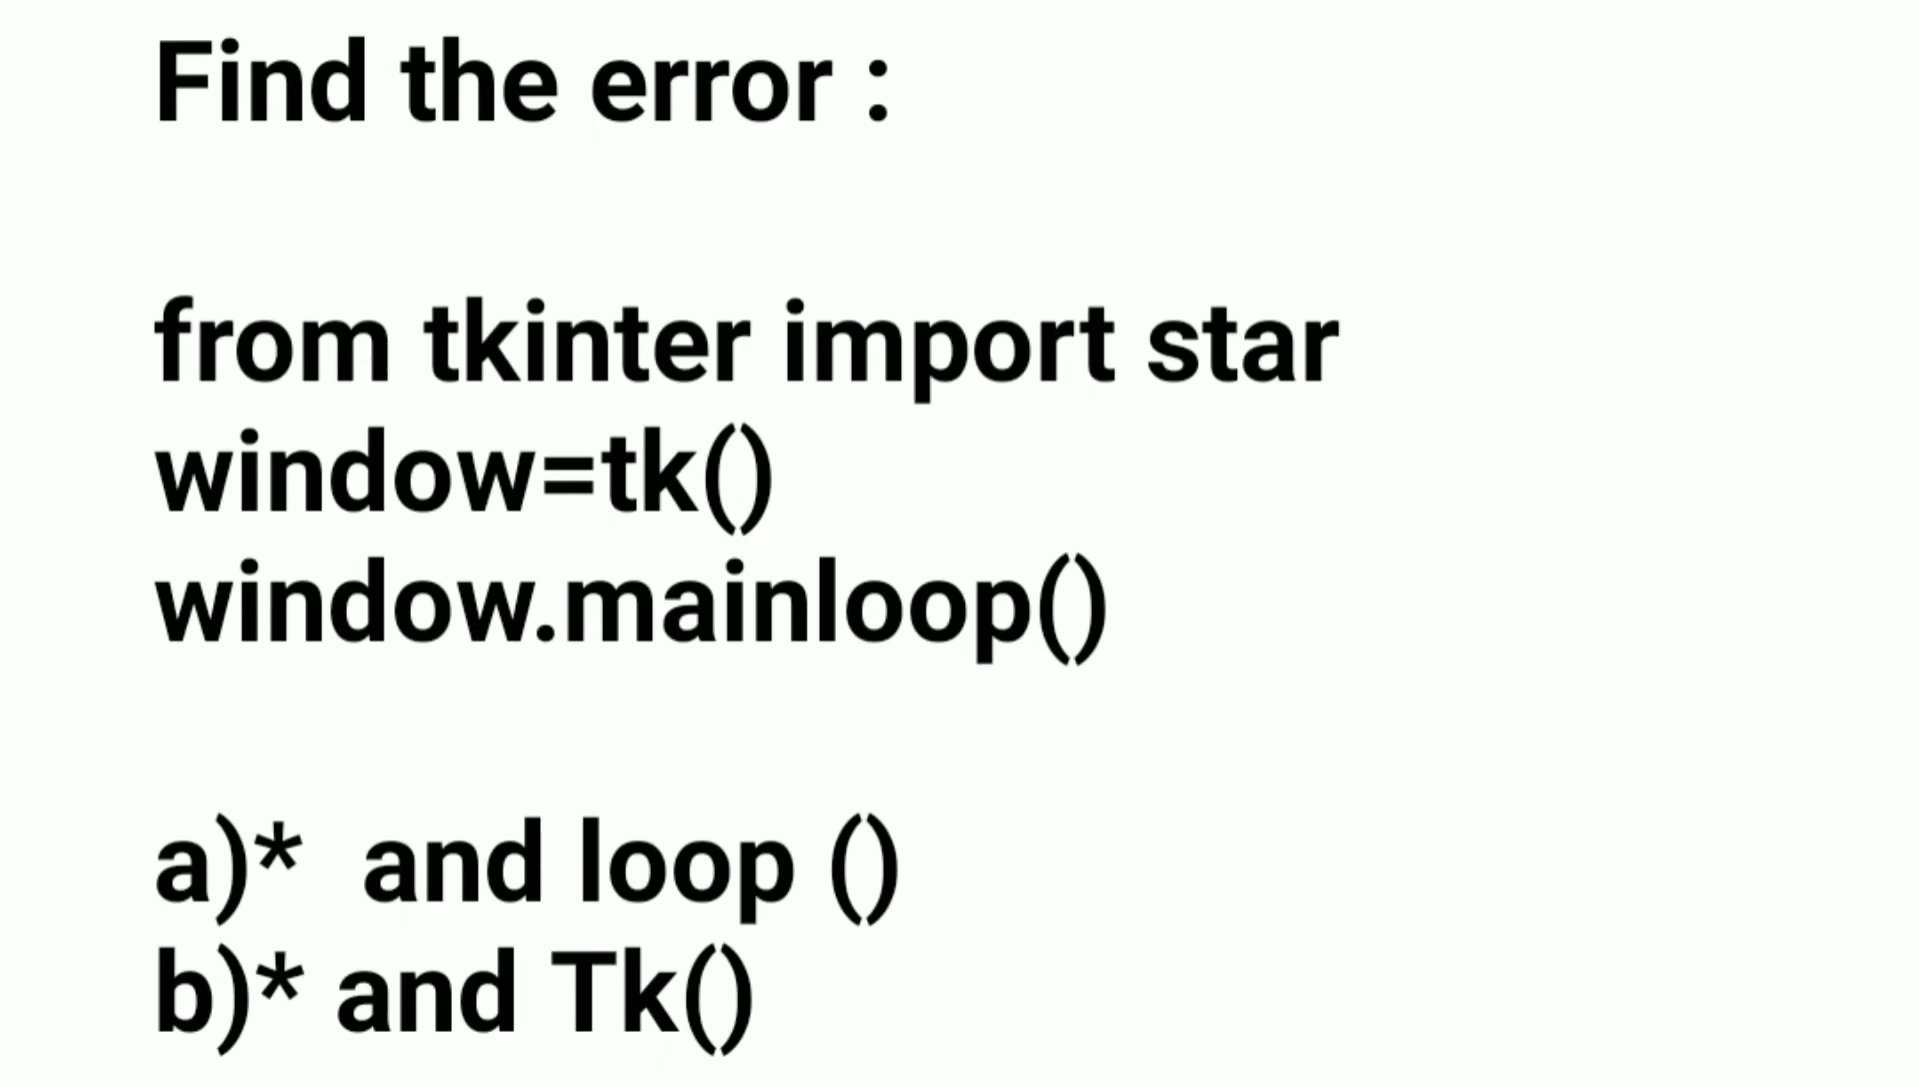 Find the error :
from tkinter import star
window=tk()
window.mainloop()
a)*  and loop ()
b)* and Tk()